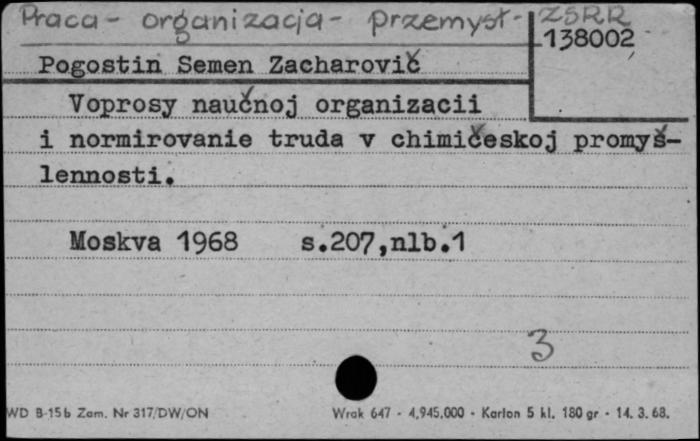 Praca - organizacja - przemysł - ZSRR
138002
Pogostin Semen Zacharovič
Voprosy naučnoj organizacii
i normirovanie truda v chimičeskoj promyš-
lennosti.
Moskva 1968 s.207,nlb.1
3
WD B-15b Zam. Nr 317/DW/ON Wrak 647 - 4,945,000 - Karton 5 kl. 180 gr - 14. 3. 68.